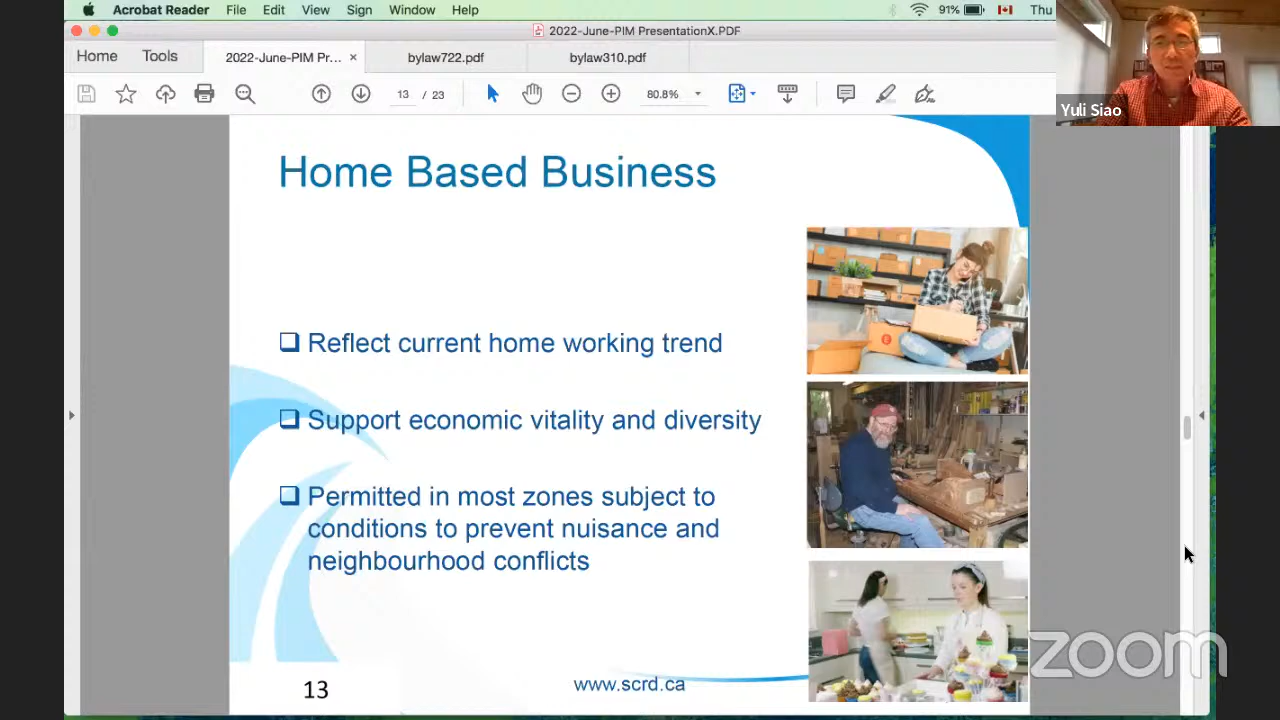 Acrobat Reader File Edit View Sign Window Help 91% Thu
2022-June-PIM PresentationX.PDF
Home Tools 2022-June-PIM Pr... × bylaw722.pdf bylaw310.pdf
13 / 23 80.8%
Yuli Siao
Home Based Business
Reflect current home working trend
Support economic vitality and diversity
Permitted in most zones subject to
conditions to prevent nuisance and
neighbourhood conflicts
13
www.scrd.ca
zoom